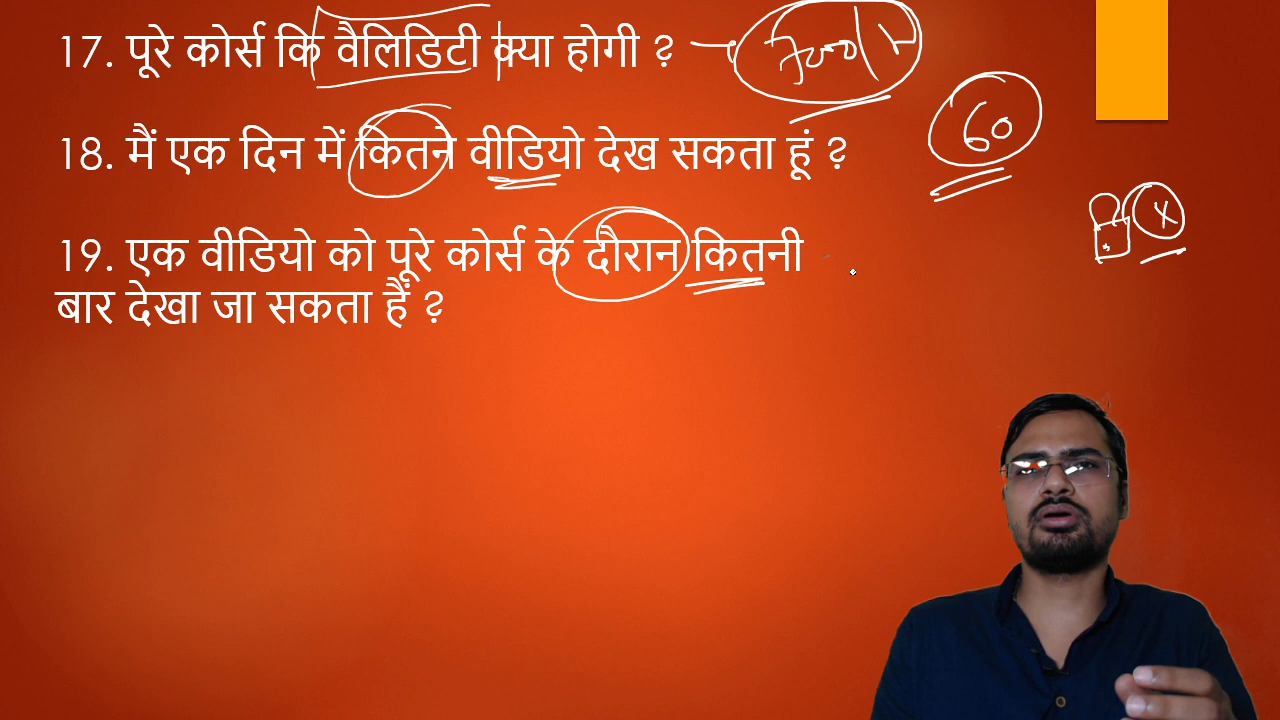 17. पूरे कोर्स कि वैलिडिटी क्या होगी ?
60
18. मैं एक दिन में कितने वीडियो देख सकता हूं ?
x
19. एक वीडियो को पूरे कोर्स के दौरान कितनी
बार देखा जा सकता हैं ?